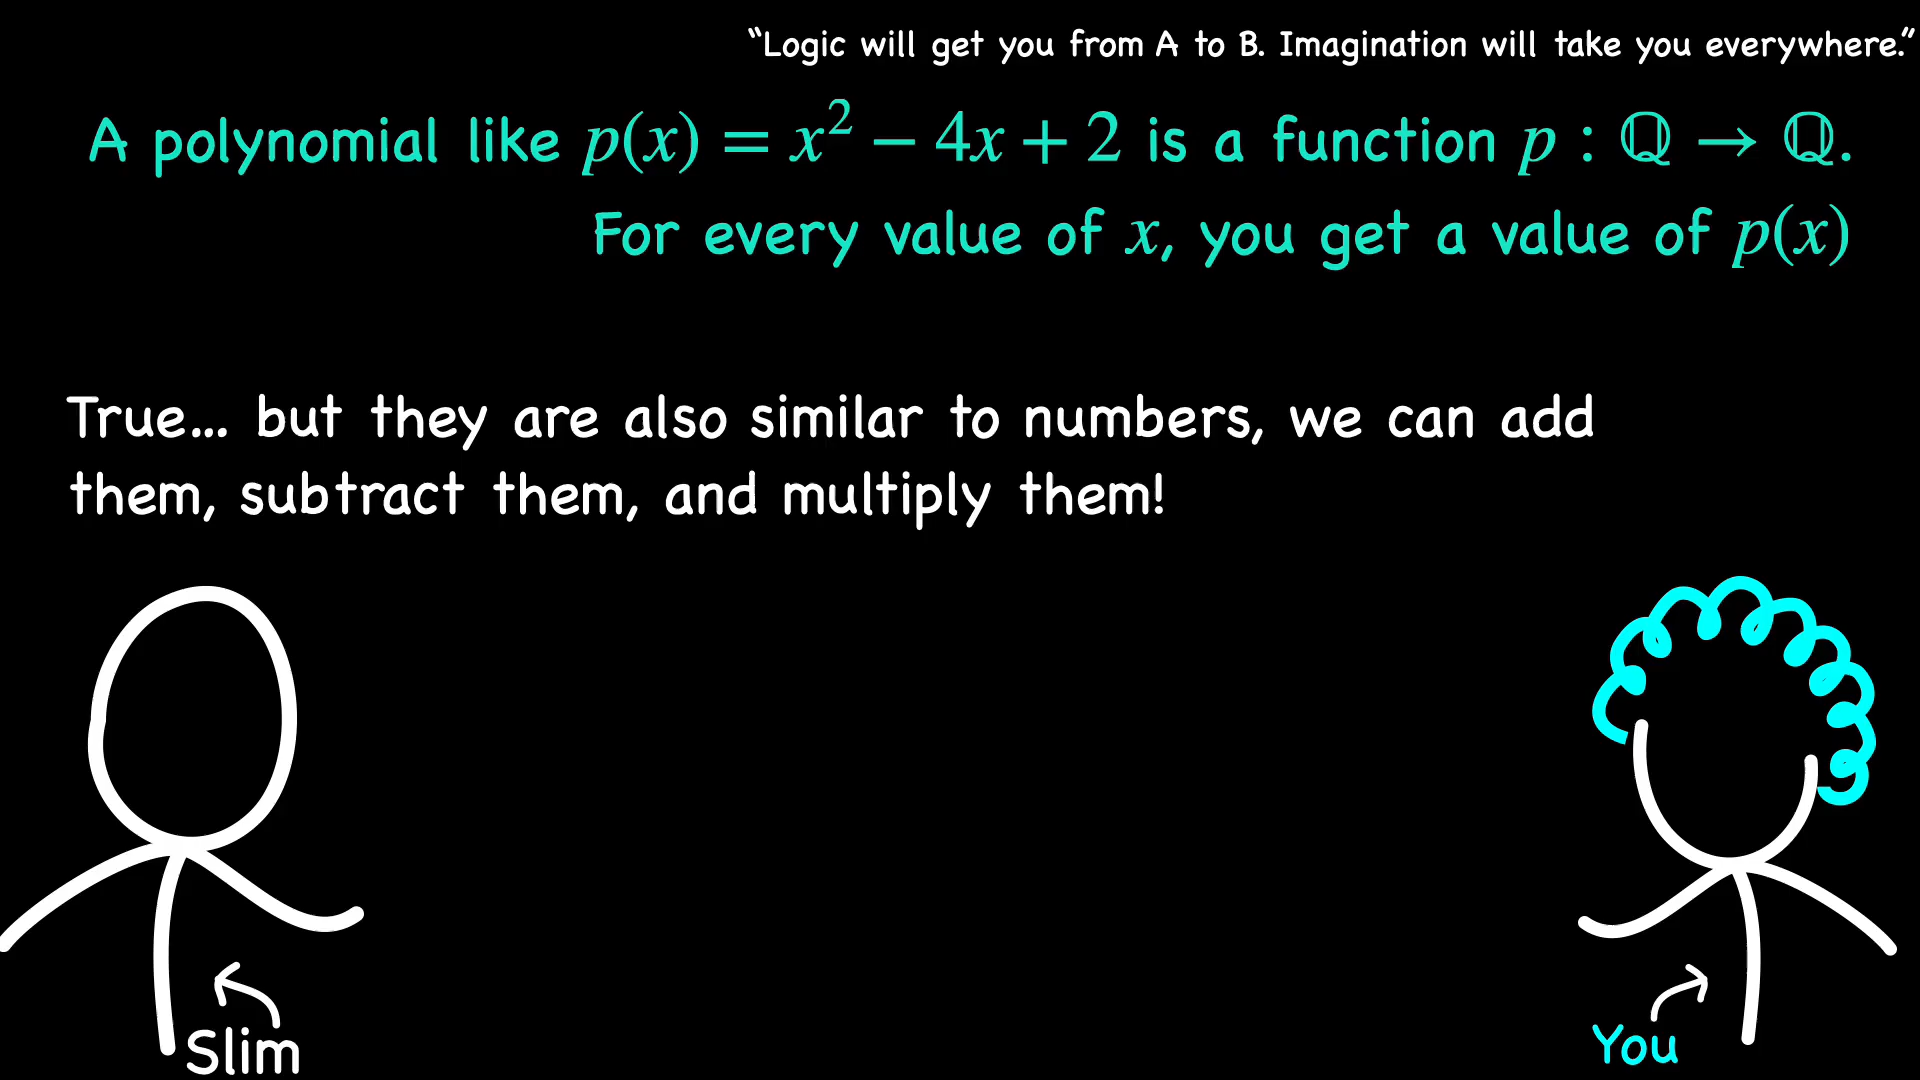 “Logic will get you from A to B. Imagination will take you everywhere.”
A polynomial like p(x) = x² − 4x + 2 is a function p : ℚ → ℚ.
For every value of x, you get a value of p(x)
True... but they are also similar to numbers, we can add
them, subtract them, and multiply them!
Slim
You